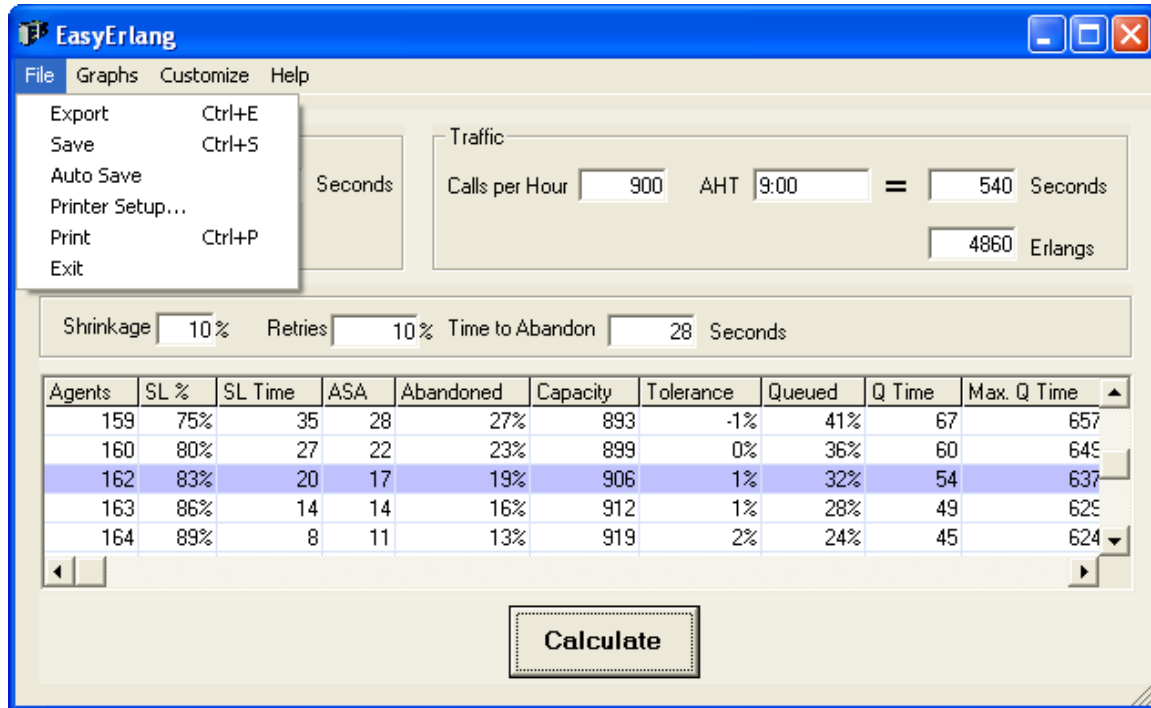 EasyErlang
File Graphs Customize Help
Export Ctrl+E
Save Ctrl+S
Auto Save
Printer Setup...
Print Ctrl+P
Exit
Seconds
Traffic
Calls per Hour 900 AHT 9:00 = 540 Seconds
4860 Erlangs
Shrinkage 10% Retries 10% Time to Abandon 28 Seconds
Agents SL % SL Time ASA Abandoned Capacity Tolerance Queued Q Time Max. Q Time
159 75% 35 28 27% 893 -1% 41% 67 657
160 80% 27 22 23% 899 0% 36% 60 649
162 83% 20 17 19% 906 1% 32% 54 637
163 86% 14 14 16% 912 1% 28% 49 629
164 89% 8 11 13% 919 2% 24% 45 624
Calculate